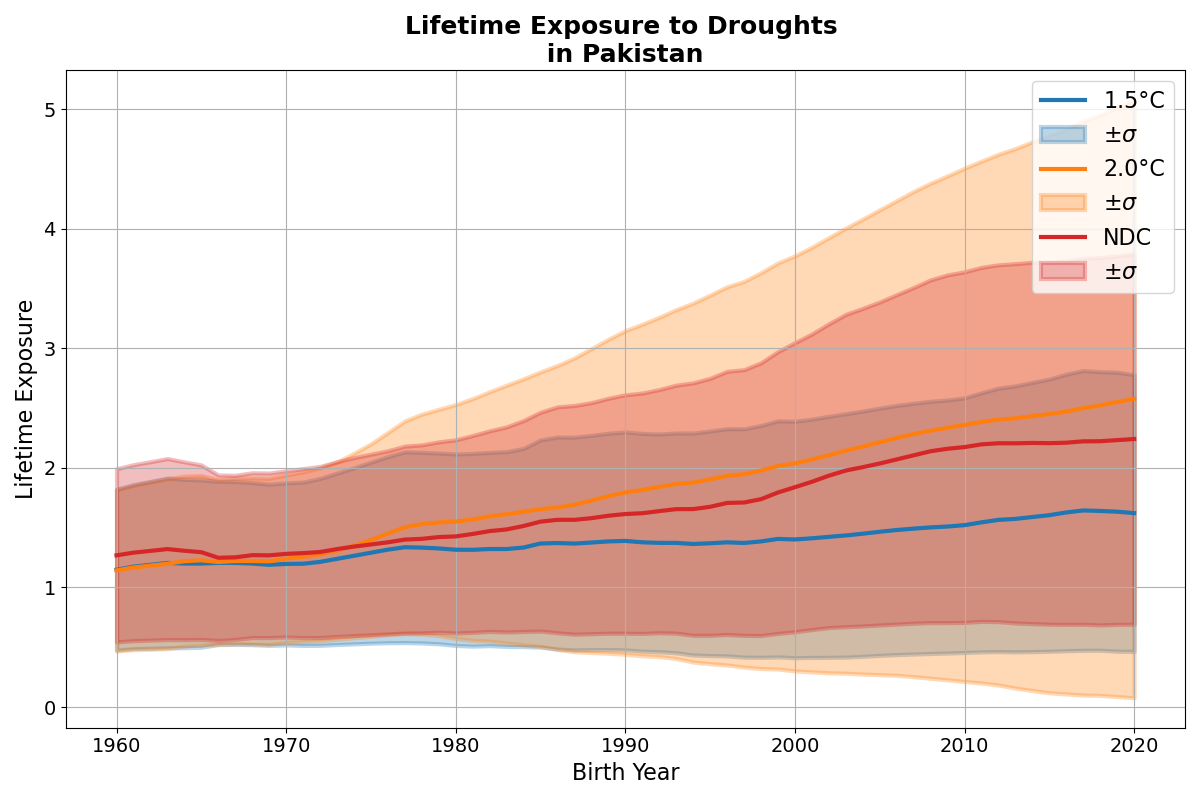 Lifetime Exposure to Droughts
in Pakistan
Lifetime Exposure
5
4
3
2
1
0
1960
1970
1980
1990
2000
2010
2020
Birth Year
1.5°C
±σ
2.0°C
±σ
NDC
±σ